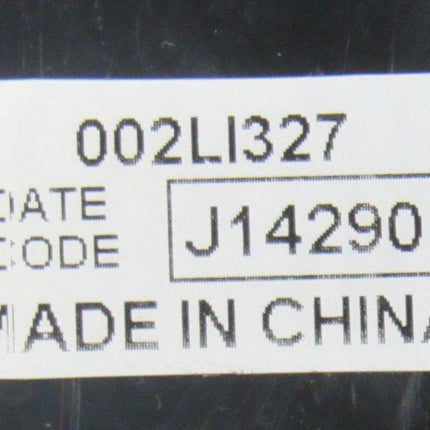 002LI327
DATE
CODE
J14290
MADE IN CHINA